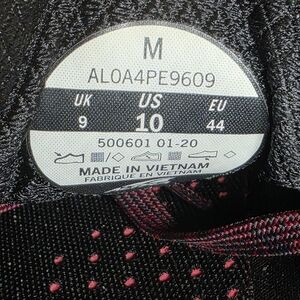 M
AL0A4PE9609
UK US EU
9 10 44
500601 01-20
MADE IN VIETNAM
FABRIQUE EN VIETNAM